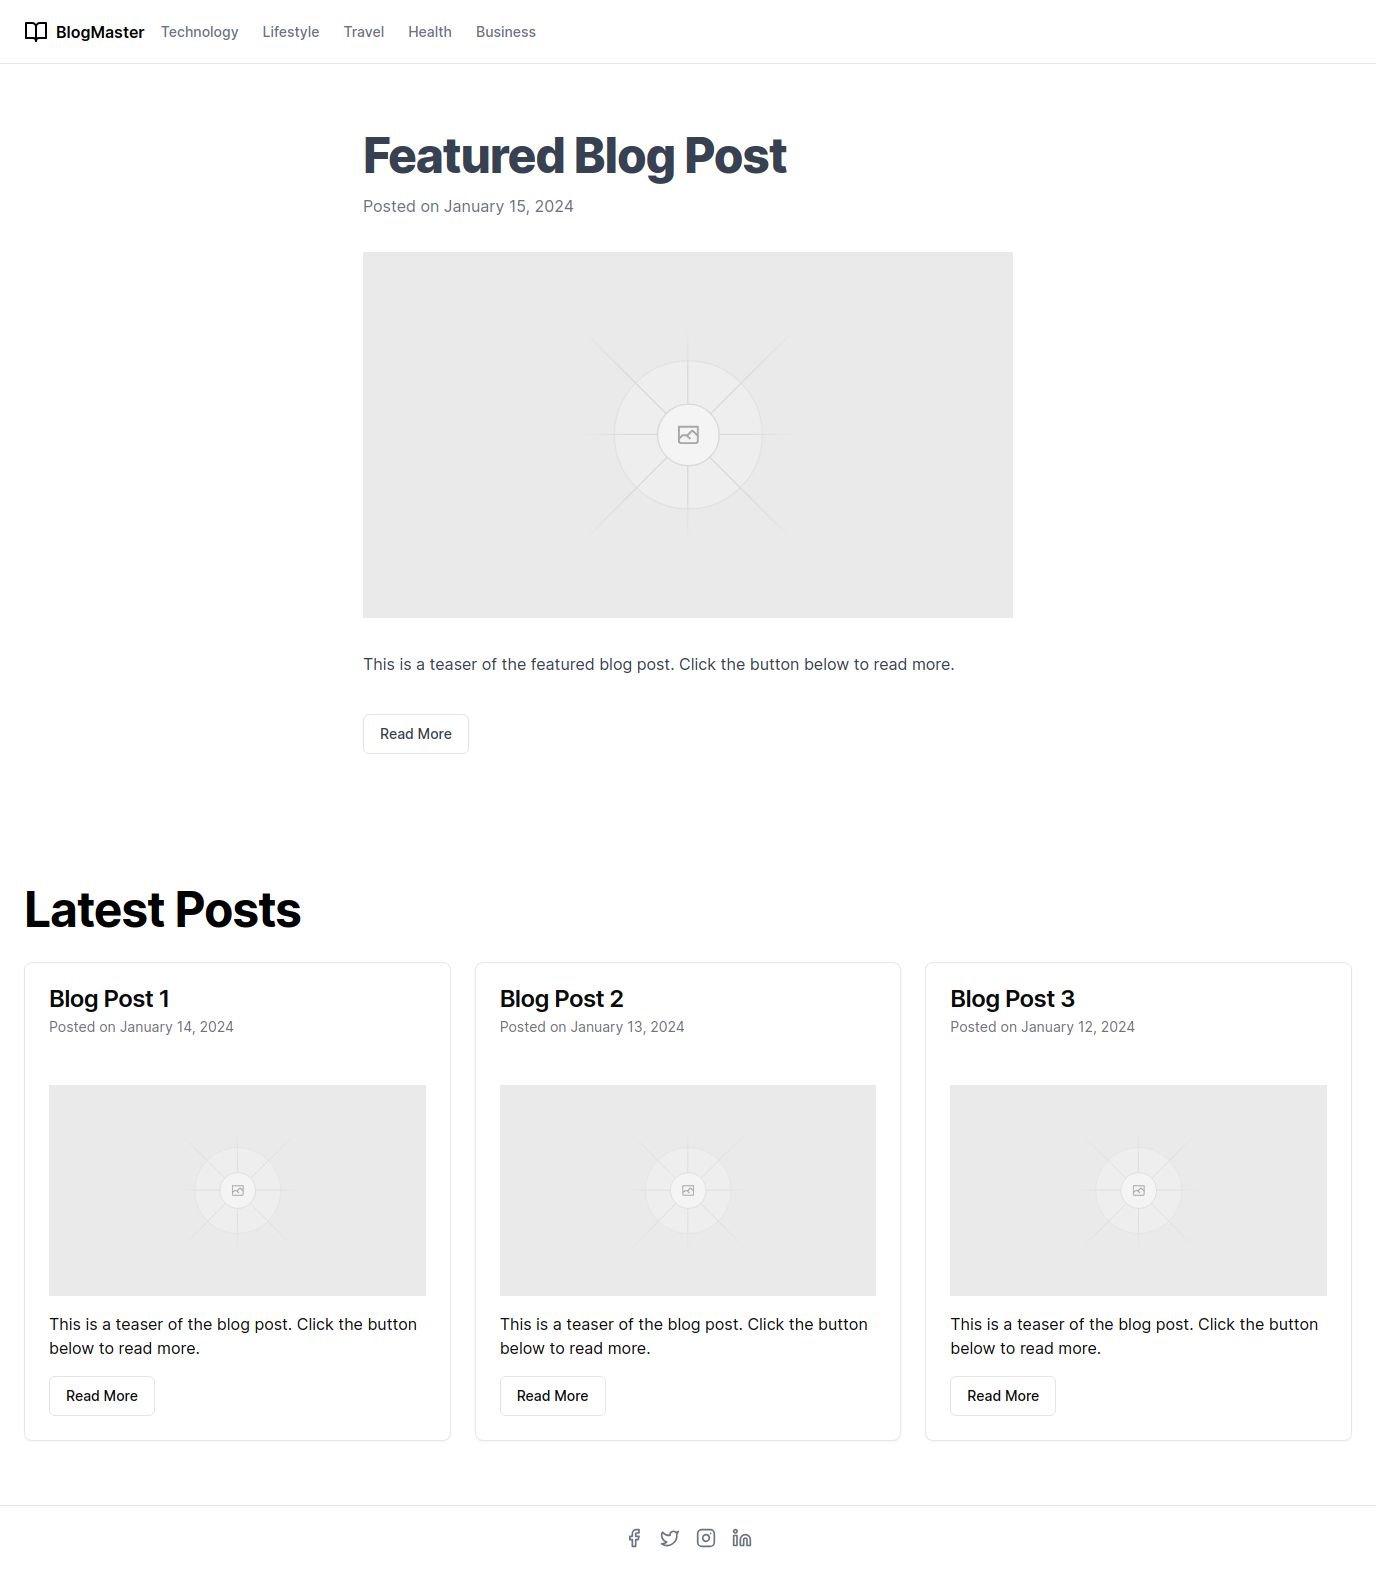 BlogMaster Technology Lifestyle Travel Health Business
Featured Blog Post
Posted on January 15, 2024
This is a teaser of the featured blog post. Click the button below to read more.
Read More
Latest Posts
Blog Post 1
Posted on January 14, 2024
This is a teaser of the blog post. Click the button
below to read more.
Read More
Blog Post 2
Posted on January 13, 2024
This is a teaser of the blog post. Click the button
below to read more.
Read More
Blog Post 3
Posted on January 12, 2024
This is a teaser of the blog post. Click the button
below to read more.
Read More